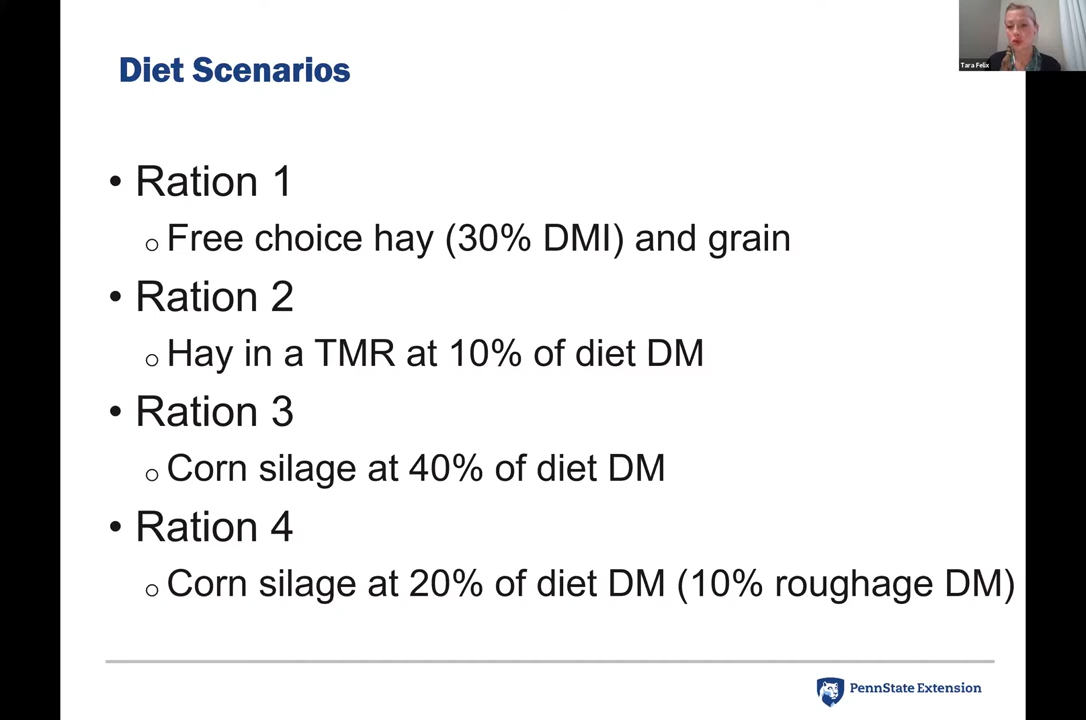 Diet Scenarios
Tara Felix
• Ration 1
o Free choice hay (30% DMI) and grain
• Ration 2
o Hay in a TMR at 10% of diet DM
• Ration 3
o Corn silage at 40% of diet DM
• Ration 4
o Corn silage at 20% of diet DM (10% roughage DM)
PennState Extension